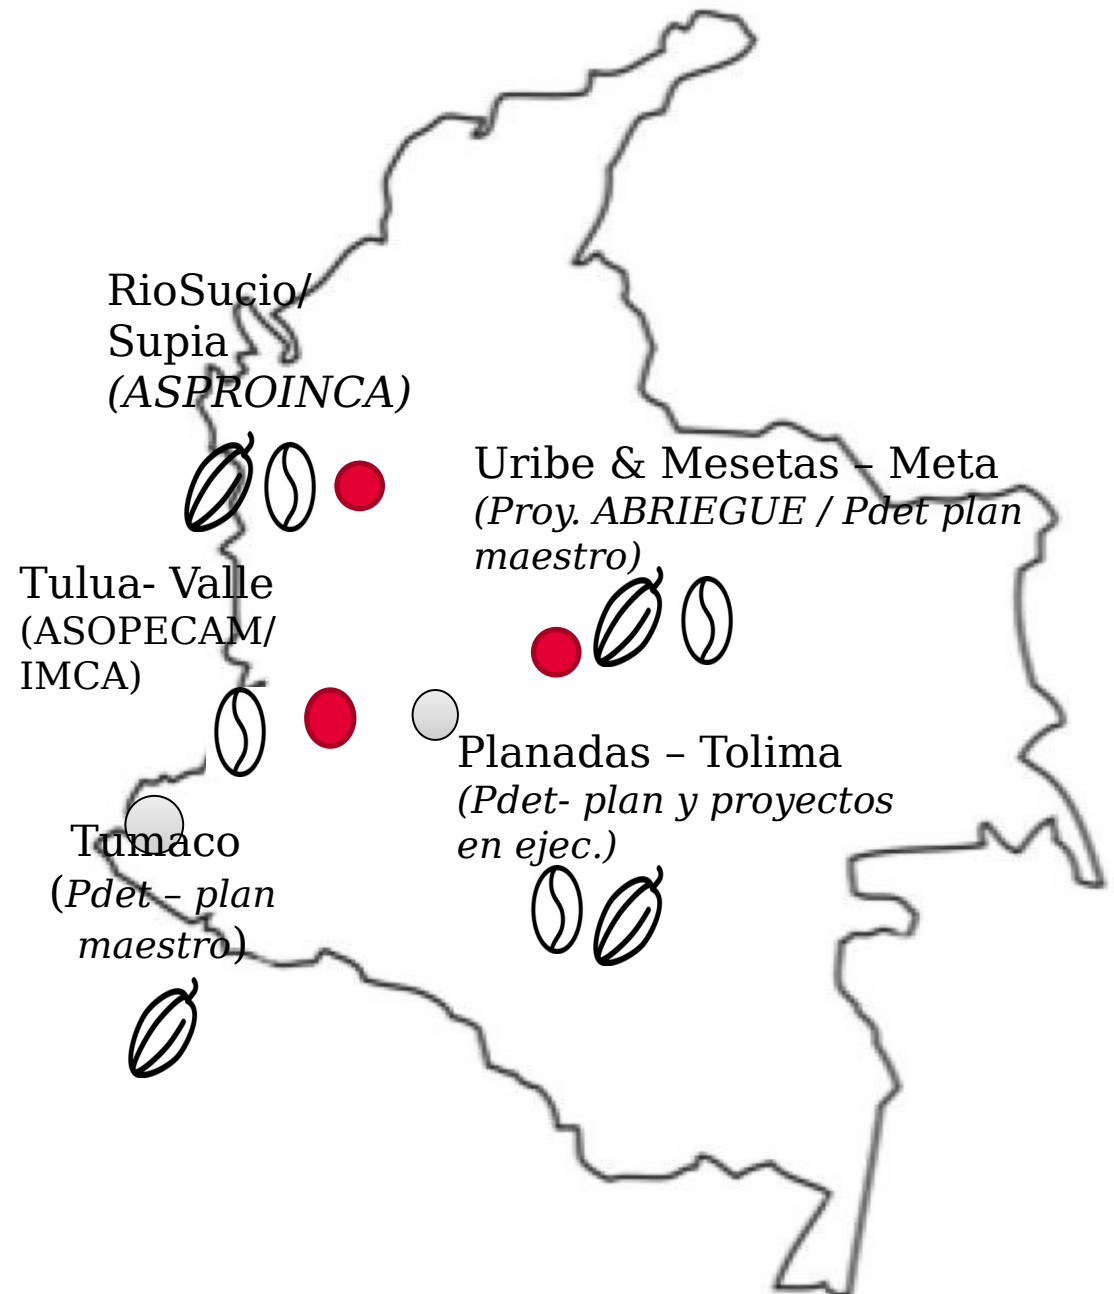 RioSucio/
Supia
(ASPROINCA)
Uribe & Mesetas – Meta
(Proy. ABRIEGUE / Pdet plan
maestro)
Tulua- Valle
(ASOPECAM/
IMCA)
Planadas – Tolima
(Pdet- plan y proyectos
en ejec.)
Tumaco
(Pdet – plan
maestro)